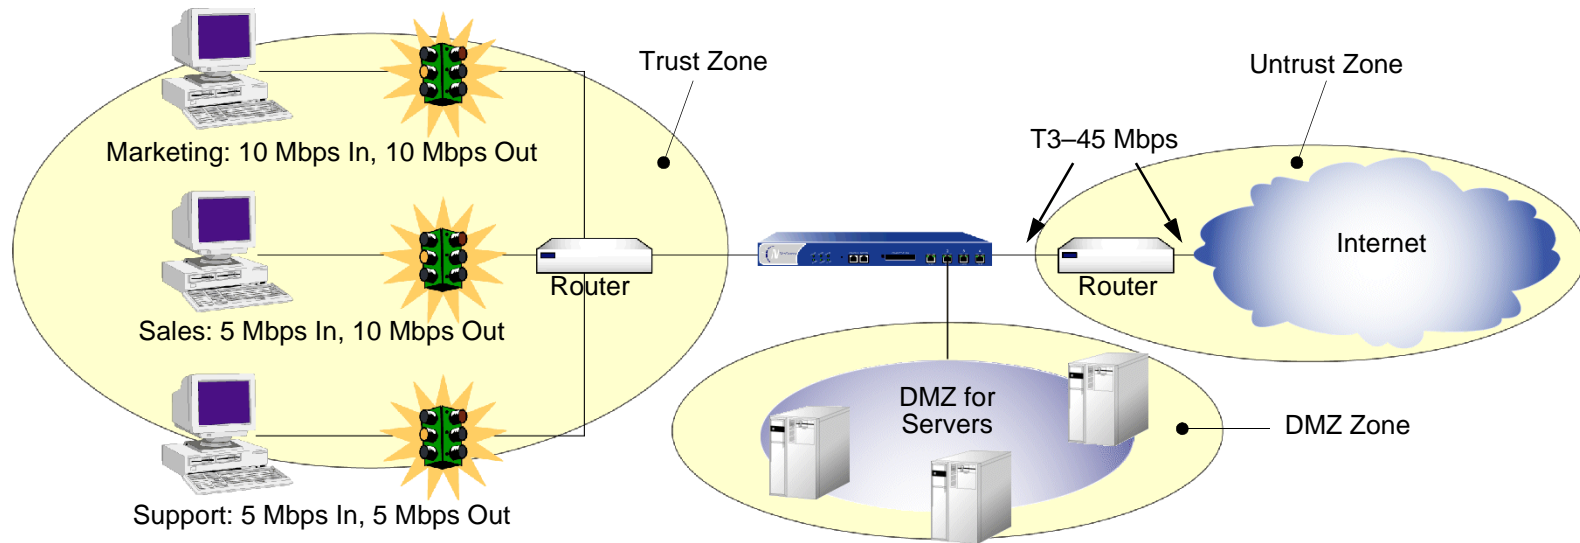 Trust Zone
Untrust Zone
T3–45 Mbps
Marketing: 10 Mbps In, 10 Mbps Out
Internet
Router
Router
Sales: 5 Mbps In, 10 Mbps Out
DMZ for
Servers
DMZ Zone
Support: 5 Mbps In, 5 Mbps Out